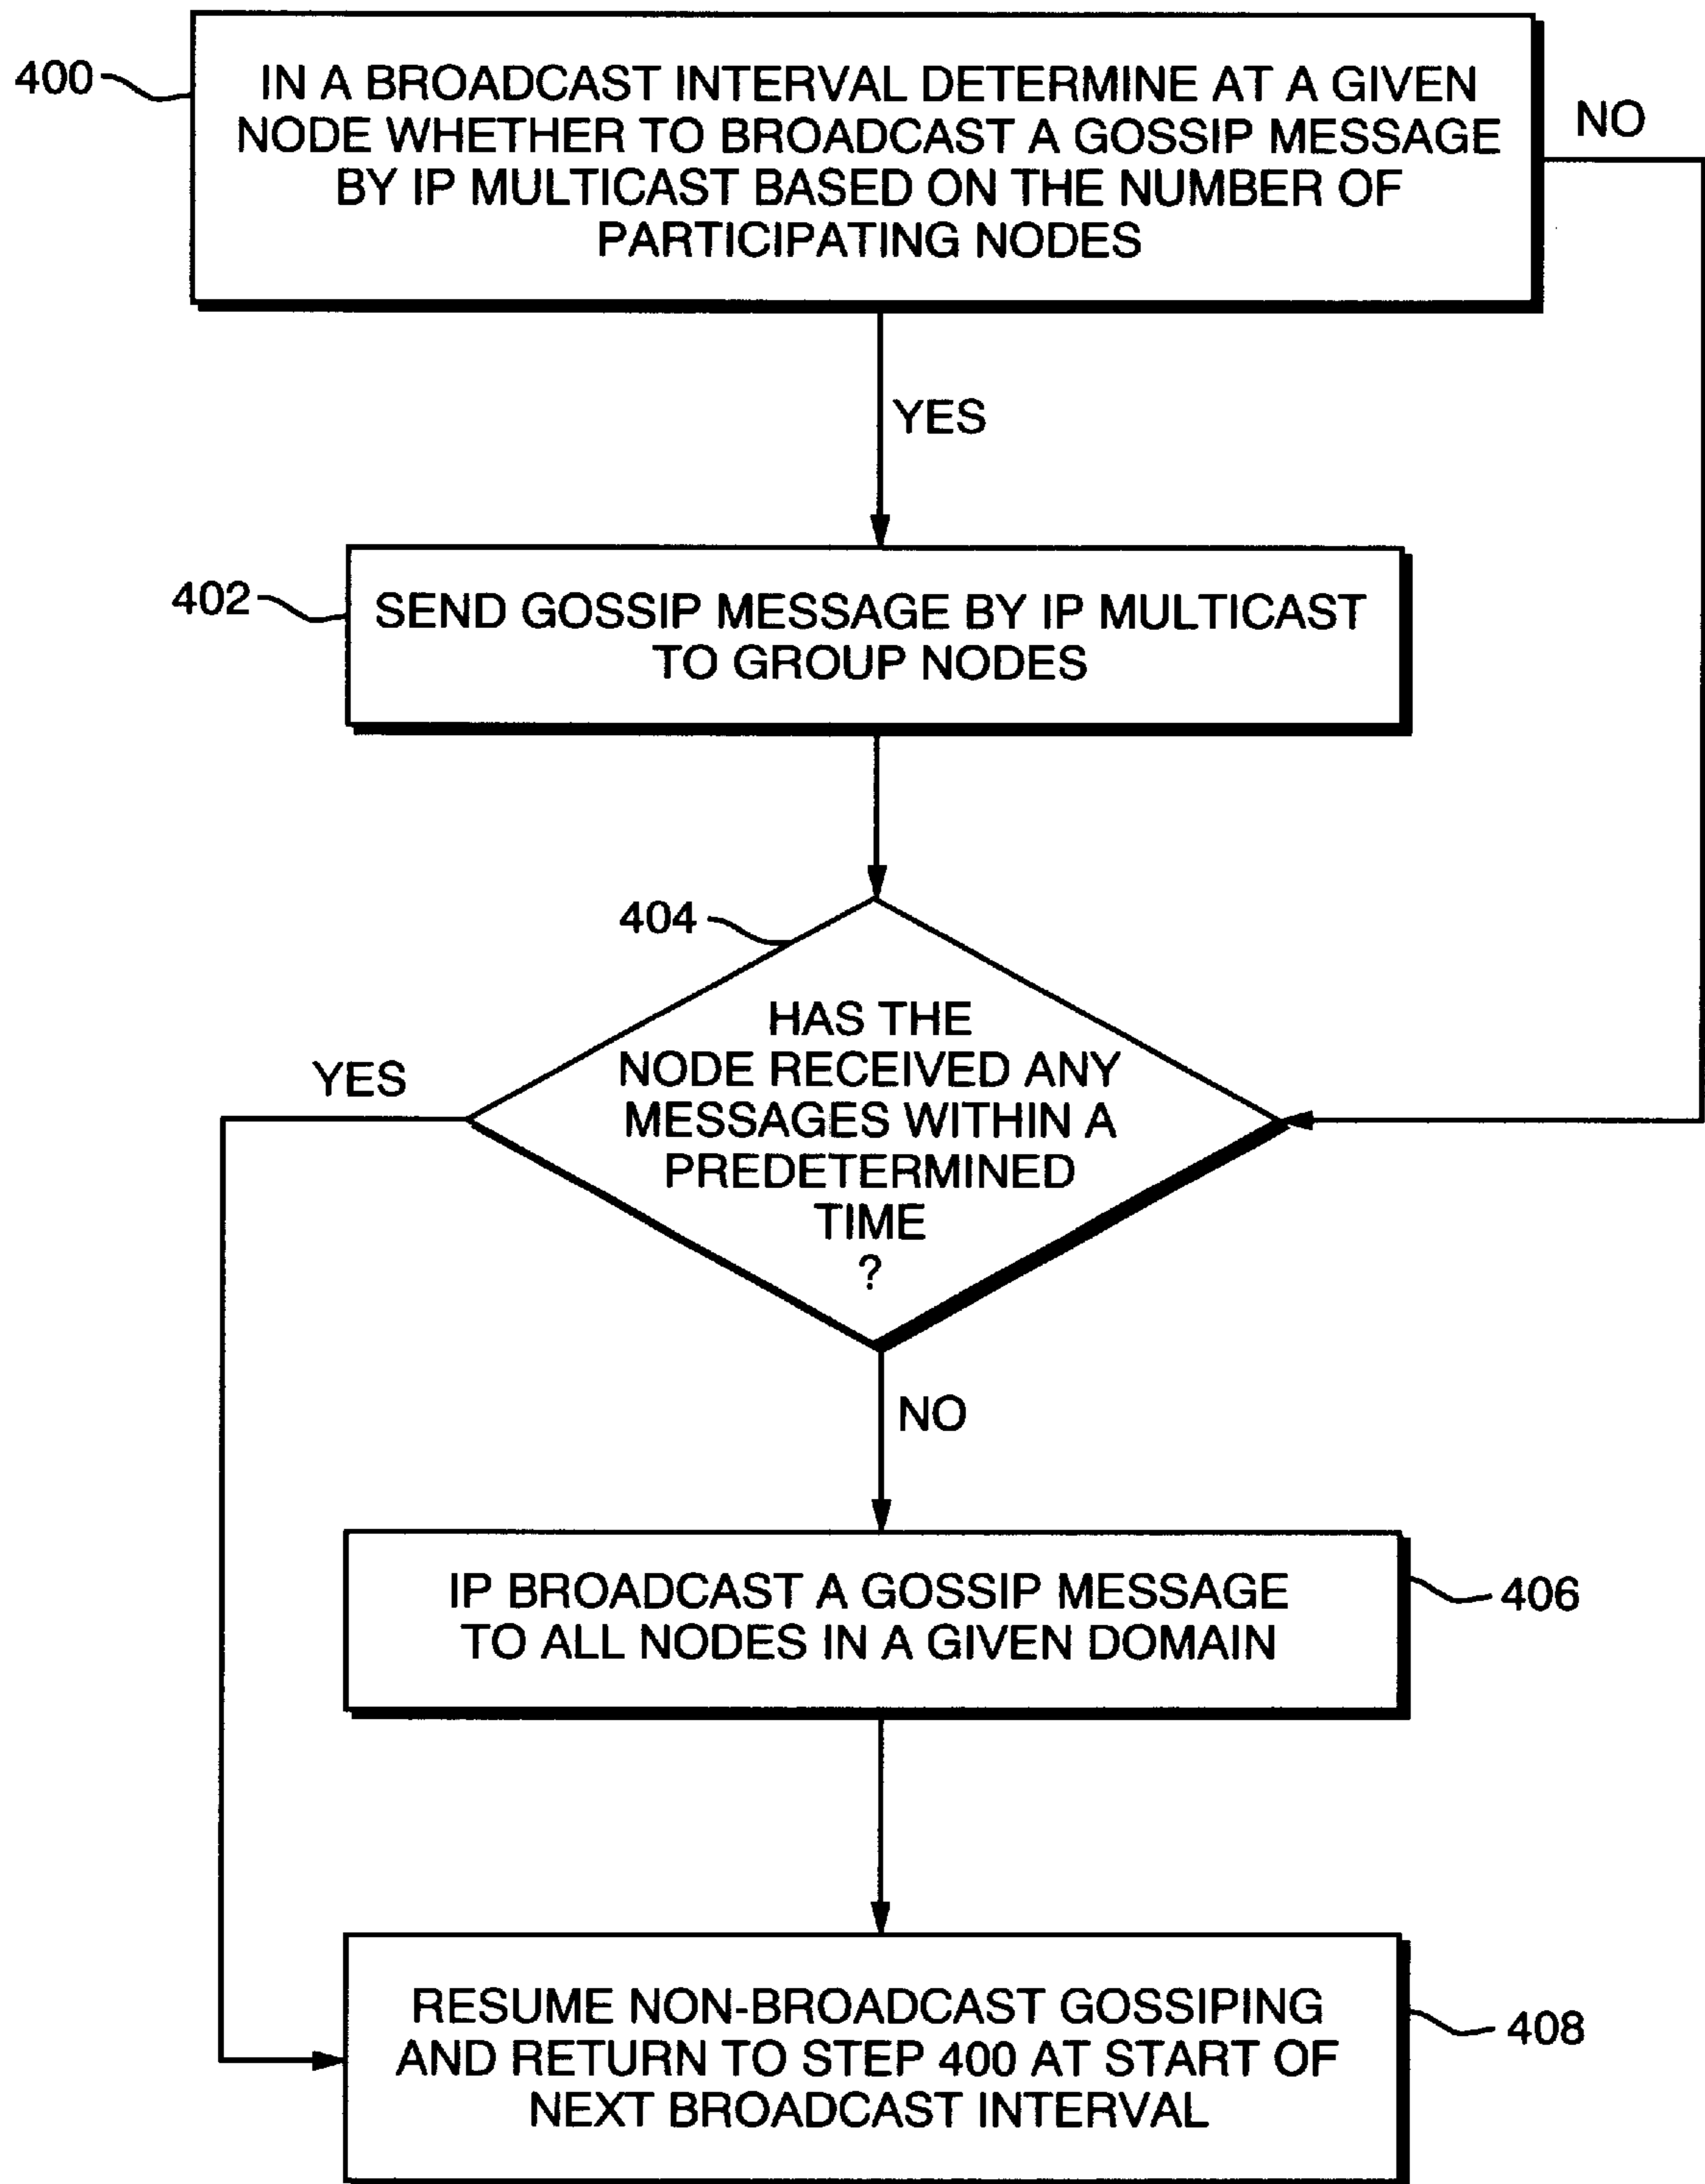 400
IN A BROADCAST INTERVAL DETERMINE AT A GIVEN
NODE WHETHER TO BROADCAST A GOSSIP MESSAGE
BY IP MULTICAST BASED ON THE NUMBER OF
PARTICIPATING NODES
NO
YES
402
SEND GOSSIP MESSAGE BY IP MULTICAST
TO GROUP NODES
404
HAS THE
NODE RECEIVED ANY
MESSAGES WITHIN A
PREDETERMINED
TIME
?
YES
NO
IP BROADCAST A GOSSIP MESSAGE
TO ALL NODES IN A GIVEN DOMAIN
406
RESUME NON-BROADCAST GOSSIPING
AND RETURN TO STEP 400 AT START OF
NEXT BROADCAST INTERVAL
408